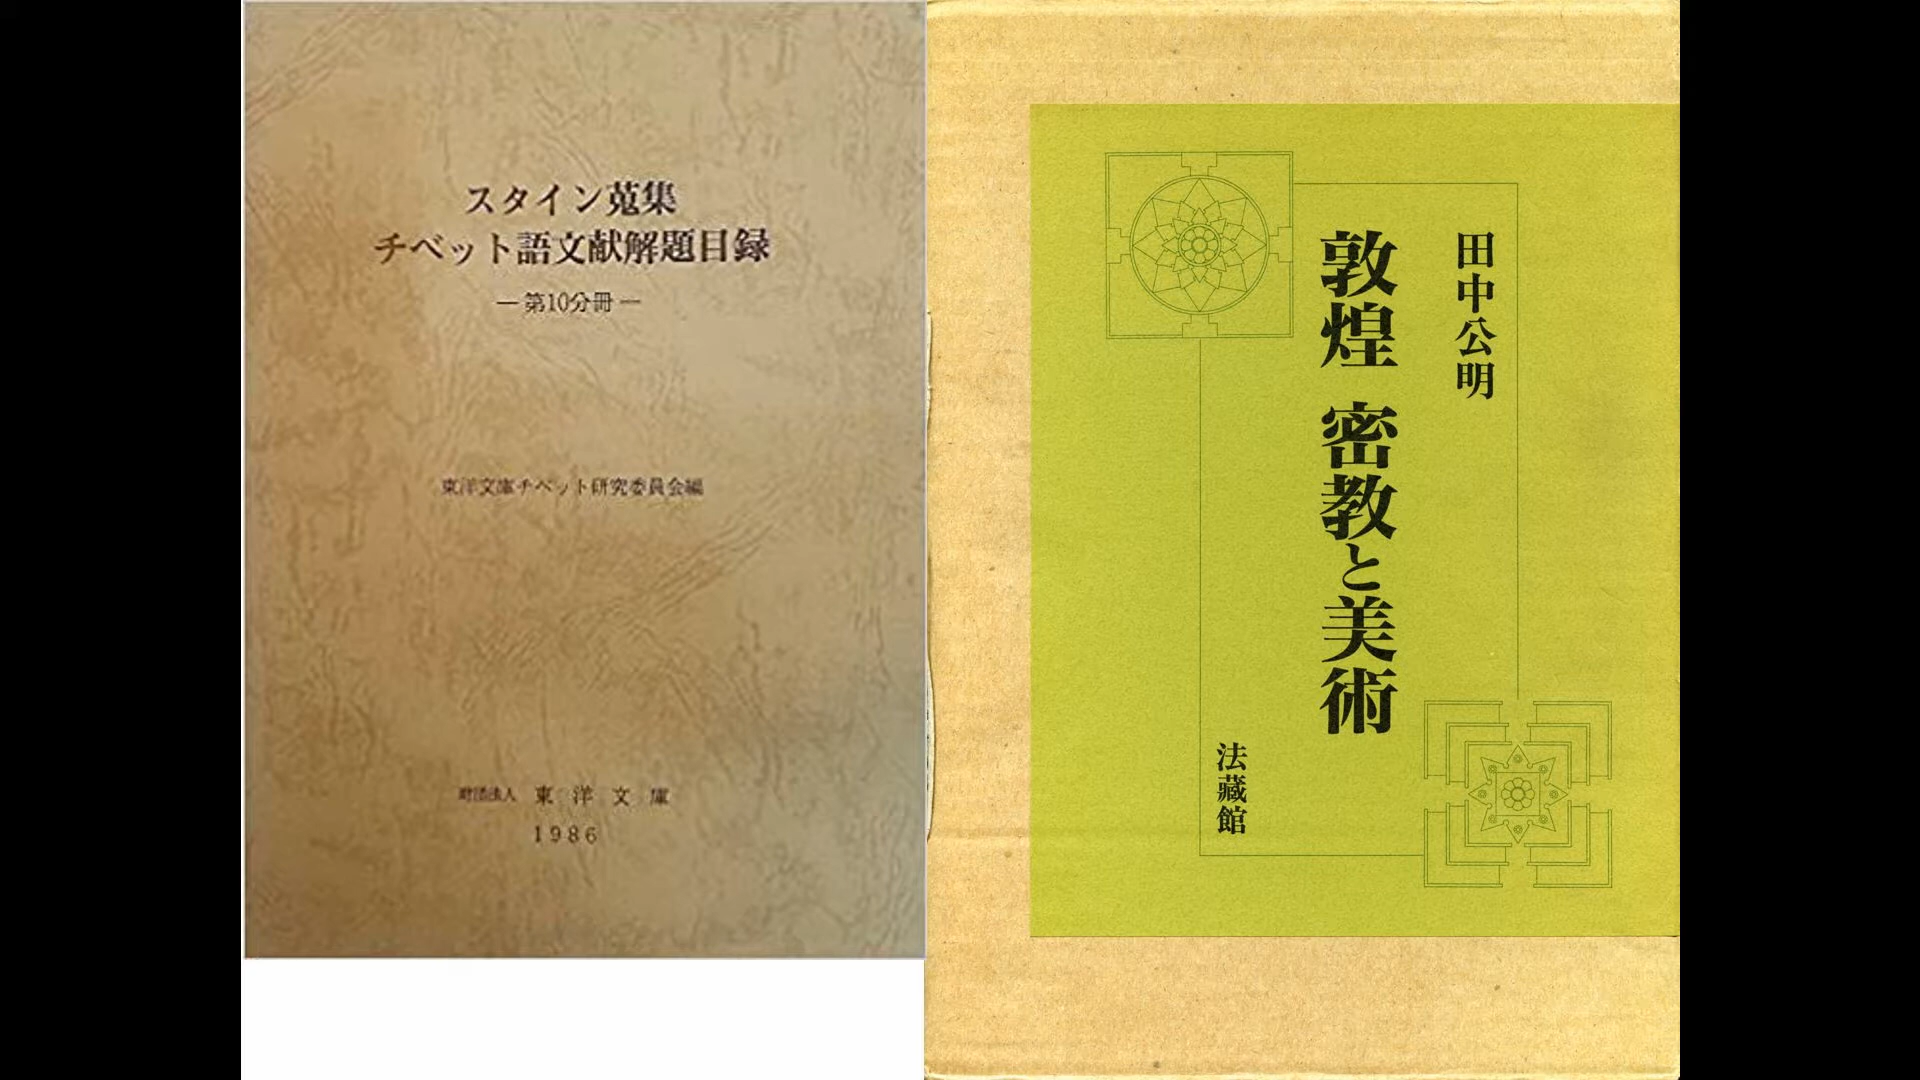 スタイン蒐集
チベット語文献解題目録
―第10分冊―
東洋文庫チベット研究委員会編
財団法人 東洋文庫
1986
田中公明
敦煌 密教と美術
法藏館